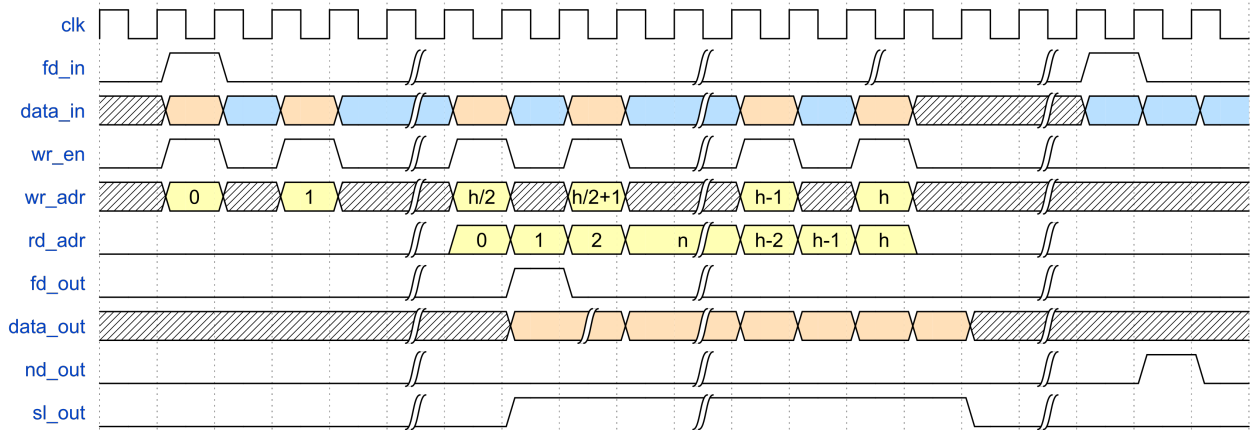 clk
fd_in
data_in
wr_en
wr_adr 0 1 h/2 h/2+1 h-1 h
rd_adr 0 1 2 n h-2 h-1 h
fd_out
data_out
nd_out
sl_out